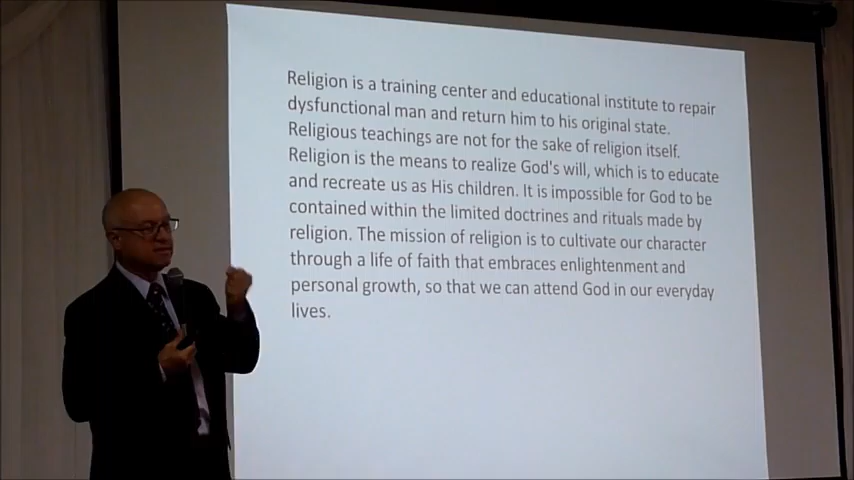 Religion is a training center and educational institute to repair
dysfunctional man and return him to his original state.
Religious teachings are not for the sake of religion itself.
Religion is the means to realize God's will, which is to educate
and recreate us as His children. It is impossible for God to be
contained within the limited doctrines and rituals made by
religion. The mission of religion is to cultivate our character
through a life of faith that embraces enlightenment and
personal growth, so that we can attend God in our everyday
lives.